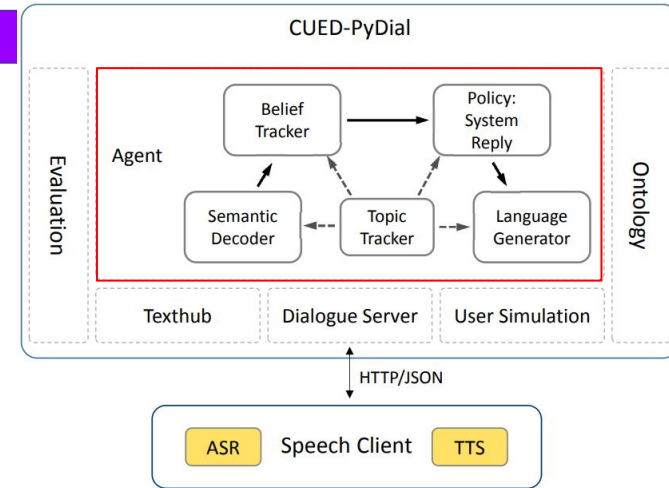 CUED-PyDial
Evaluation
Agent
Belief
Tracker
Policy:
System
Reply
Semantic
Decoder
Topic
Tracker
Language
Generator
Ontology
Texthub
Dialogue Server
User Simulation
HTTP/JSON
ASR
Speech Client
TTS